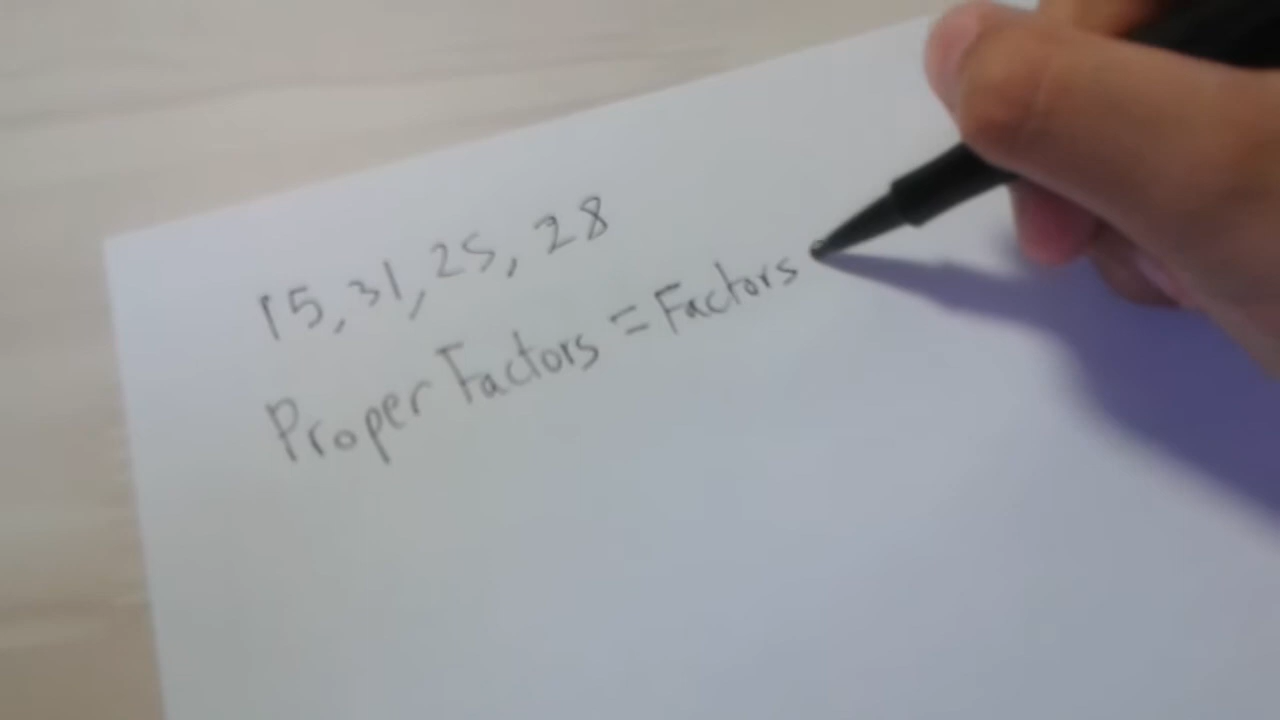 15, 31, 25, 28
Proper Factors = Factors